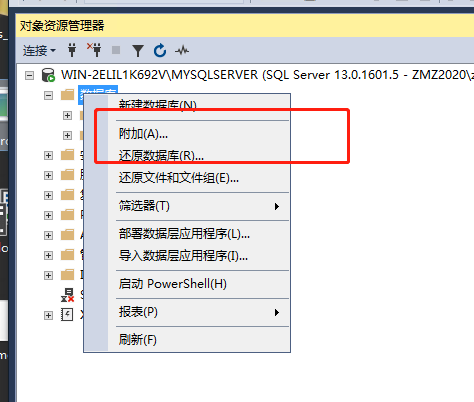 对象资源管理器
连接
WIN-2ELIL1K692V\MYSQLSERVER (SQL Server 13.0.1601.5 - ZMZ2020\z
数据库
新建数据库(N)...
附加(A)...
还原数据库(R)...
还原文件和文件组(E)...
筛选器(T)
部署数据层应用程序(L)...
导入数据层应用程序(I)...
启动 PowerShell(H)
报表(P)
刷新(F)